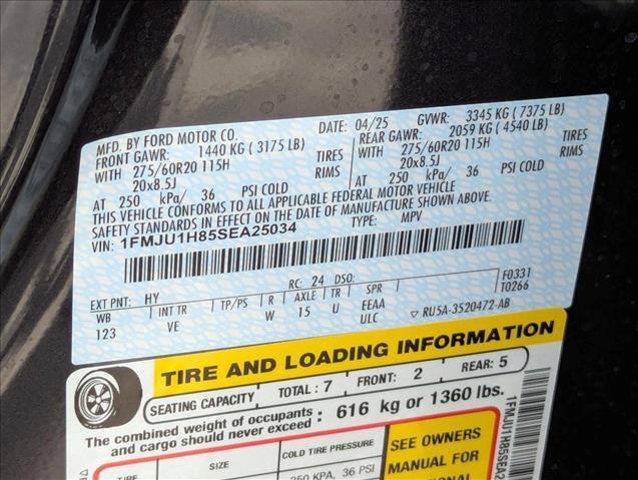 MFD. BY FORD MOTOR CO. DATE: 04/25 GVWR: 3345 KG ( 7375 LB)
FRONT GAWR: 1440 KG ( 3175 LB) REAR GAWR: 2059 KG ( 4540 LB)
WITH 275/60R20 115H TIRES WITH 275/60R20 115H TIRES
20x8.5J RIMS 20x8.5J RIMS
AT 250 kPa/ 36 PSI COLD AT 250 kPa/ 36 PSI COLD
THIS VEHICLE CONFORMS TO ALL APPLICABLE FEDERAL MOTOR VEHICLE
SAFETY STANDARDS IN EFFECT ON THE DATE OF MANUFACTURE SHOWN ABOVE.
VIN: 1FMJU1H85SEA25034 TYPE: MPV
EXT PNT: HY RC: 24 DSO: F0331
WB INT TR TP/PS R AXLE TR SPR T0266
123 VE W 15 U EEAA
ULC ▽ RU5A-3520472-AB
TIRE AND LOADING INFORMATION
SEATING CAPACITY TOTAL : 7 FRONT: 2 REAR: 5
The combined weight of occupants and cargo should never exceed : 616 kg or 1360 lbs.
TIRE SIZE COLD TIRE PRESSURE SEE OWNERS
250 KPA, 36 PSI MANUAL FOR
1FMJU1H85SEA2